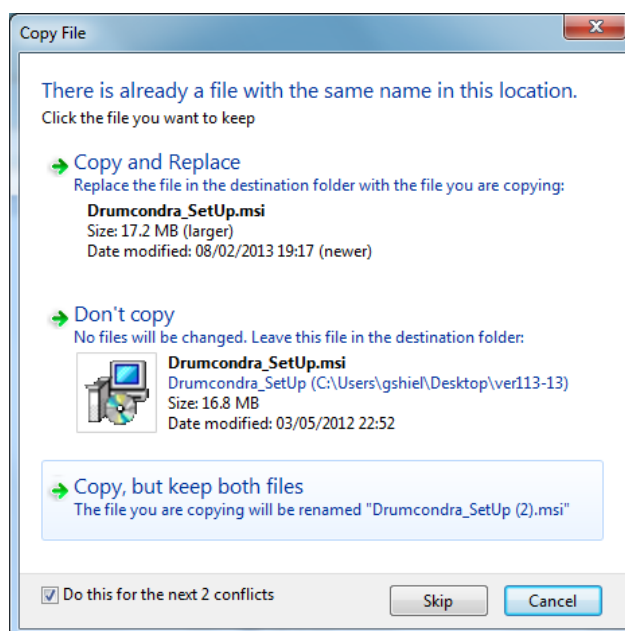 Copy File
There is already a file with the same name in this location.
Click the file you want to keep
Copy and Replace
Replace the file in the destination folder with the file you are copying:
Drumcondra_SetUp.msi
Size: 17.2 MB (larger)
Date modified: 08/02/2013 19:17 (newer)
Don't copy
No files will be changed. Leave this file in the destination folder:
Drumcondra_SetUp.msi
Drumcondra_SetUp (C:\Users\gshiel\Desktop\ver113-13)
Size: 16.8 MB
Date modified: 03/05/2012 22:52
Copy, but keep both files
The file you are copying will be renamed "Drumcondra_SetUp (2).msi"
Do this for the next 2 conflicts
Skip
Cancel